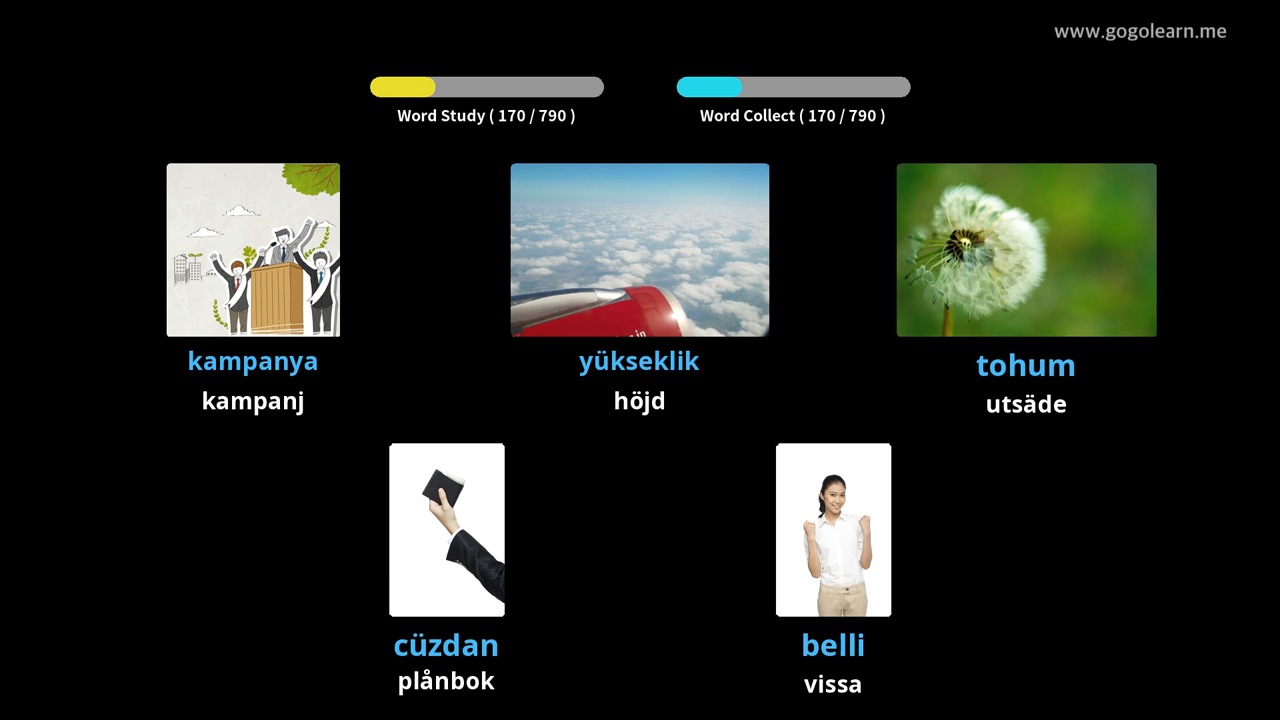 www.gogolearn.me
Word Study ( 170 / 790 )
Word Collect ( 170 / 790 )
kampanya
kampanj
yükseklik
höjd
tohum
utsäde
cüzdan
plånbok
belli
vissa